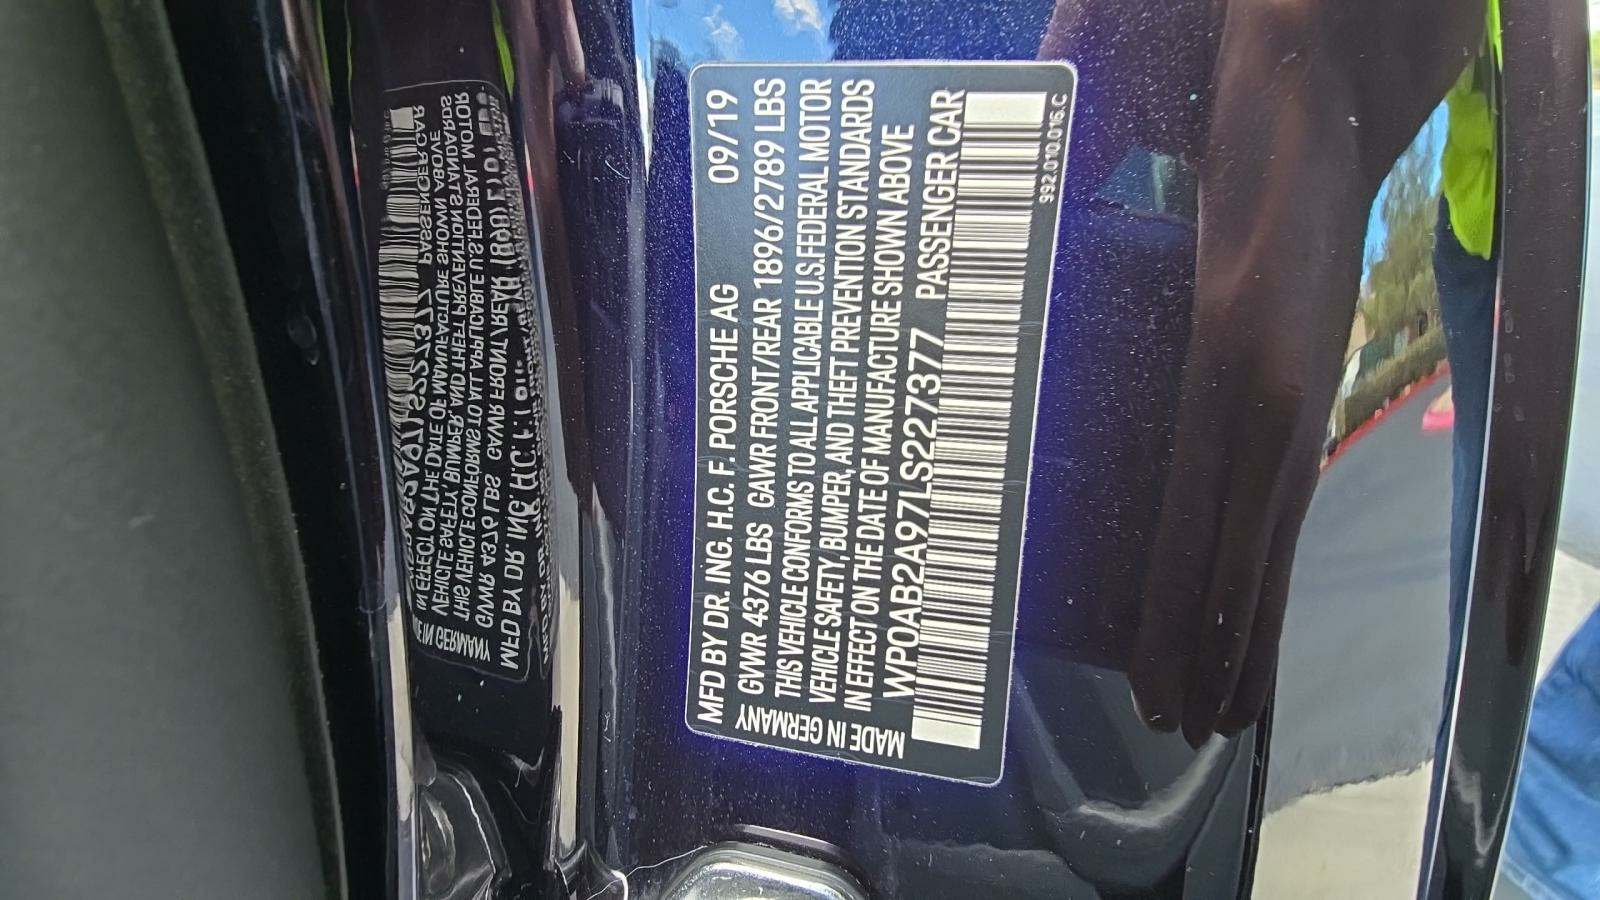 MFD BY DR. ING. H.C. F. PORSCHE AG 09/19
GVWR 4376 LBS GAWR FRONT/REAR 1896/2789 LBS
THIS VEHICLE CONFORMS TO ALL APPLICABLE U.S.FEDERAL MOTOR
VEHICLE SAFETY, BUMPER, AND THEFT PREVENTION STANDARDS
IN EFFECT ON THE DATE OF MANUFACTURE SHOWN ABOVE
WP0AB2A97LS227377 PASSENGER CAR
MADE IN GERMANY
992.010.016.C